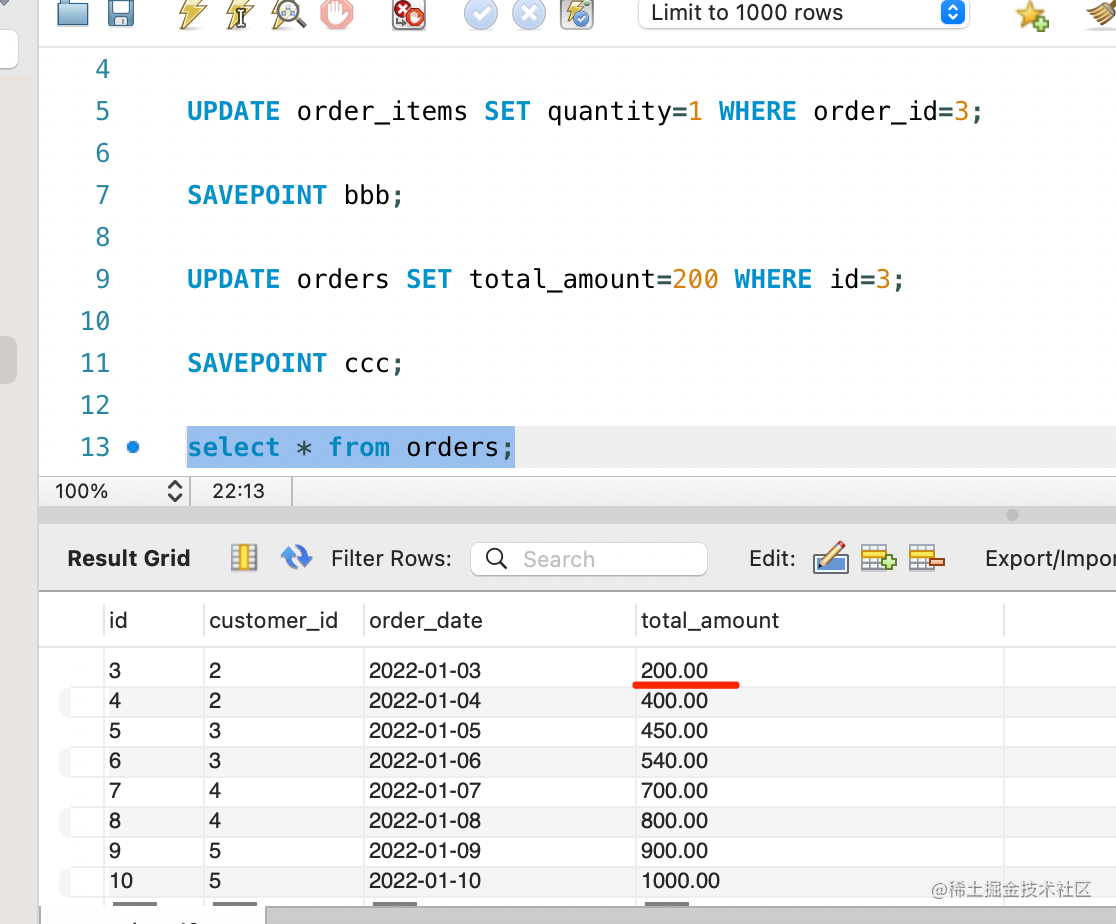 Limit to 1000 rows
4
5 UPDATE order_items SET quantity=1 WHERE order_id=3;
6
7 SAVEPOINT bbb;
8
9 UPDATE orders SET total_amount=200 WHERE id=3;
10
11 SAVEPOINT ccc;
12
13 select * from orders;
100% 22:13
Result Grid Filter Rows: Search Edit: Export/Impor
id customer_id order_date total_amount
3 2 2022-01-03 200.00
4 2 2022-01-04 400.00
5 3 2022-01-05 450.00
6 3 2022-01-06 540.00
7 4 2022-01-07 700.00
8 4 2022-01-08 800.00
9 5 2022-01-09 900.00
10 5 2022-01-10 1000.00
@稀土掘金技术社区